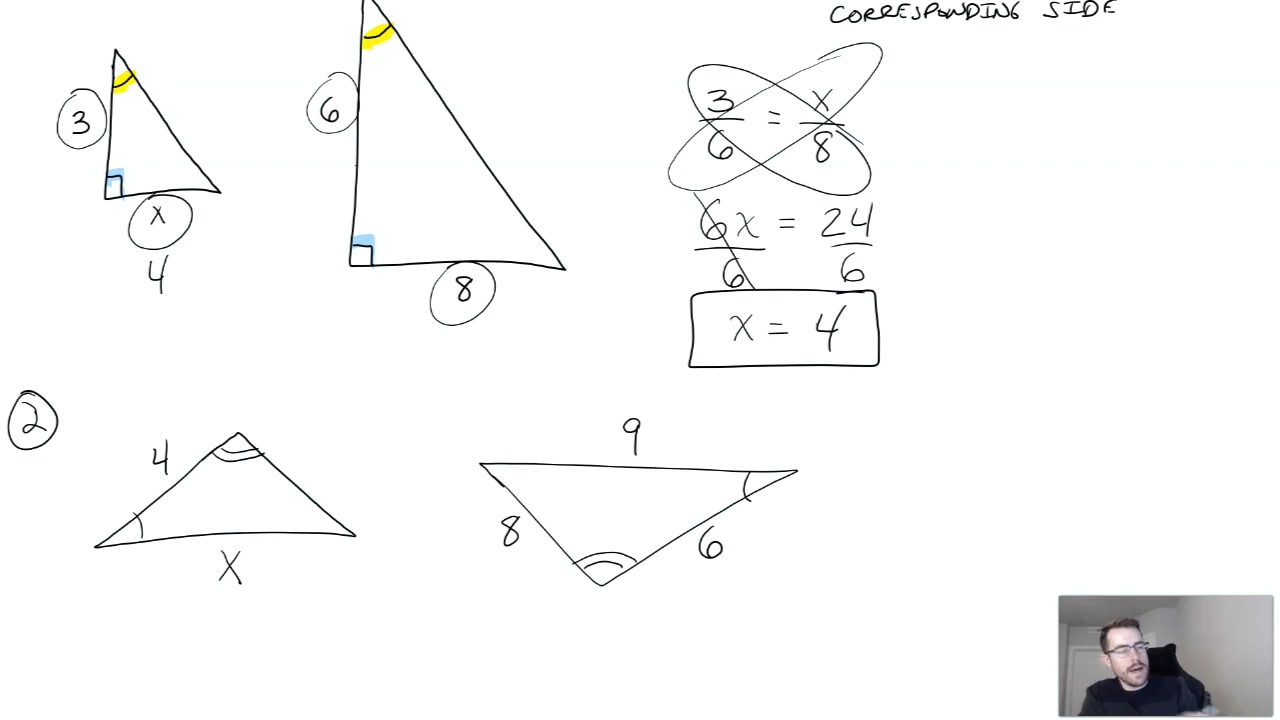 CORRESPONDING SIDE
3
x
4
6
8
3/6 = x/8
6x/6 = 24/6
x = 4
2
4
x
9
8
6